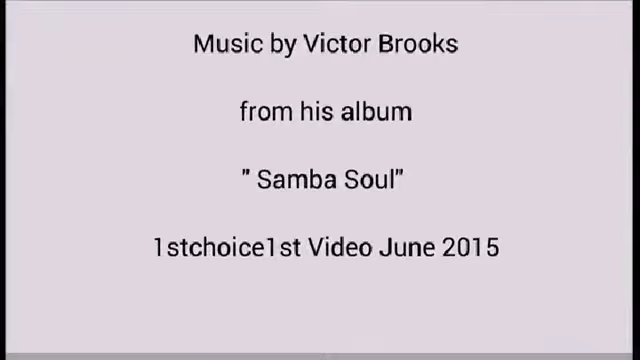 Music by Victor Brooks
from his album
" Samba Soul"
1stchoice1st Video June 2015